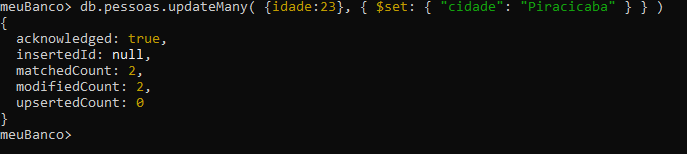 meuBanco> db.pessoas.updateMany( {idade:23}, { $set: { "cidade": "Piracicaba" } } )
{
  acknowledged: true,
  insertedId: null,
  matchedCount: 2,
  modifiedCount: 2,
  upsertedCount: 0
}
meuBanco>